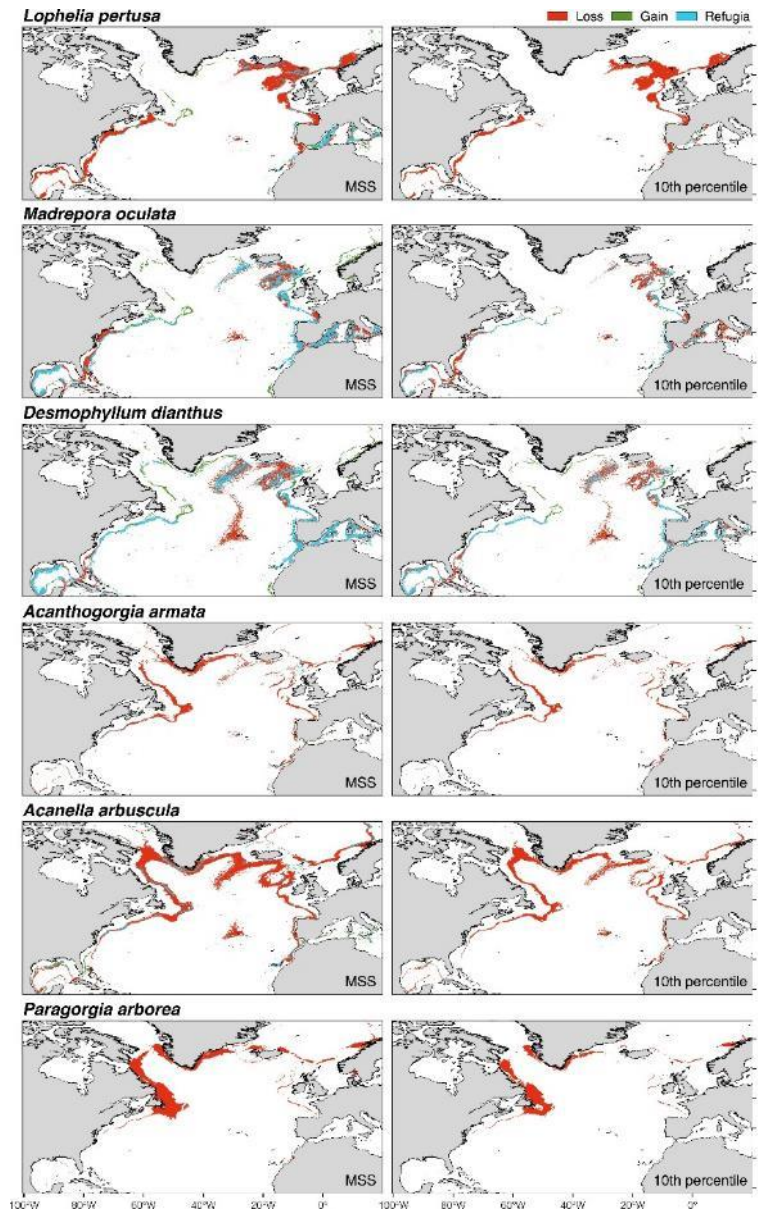 Lophelia pertusa
Loss Gain Refugia
MSS
10th percentile
Madrepora oculata
MSS
10th percentile
Desmophyllum dianthus
MSS
10th percentile
Acanthogorgia armata
MSS
10th percentile
Acanella arbuscula
MSS
10th percentile
Paragorgia arborea
MSS
10th percentile
100°W 80°W 60°W 40°W 20°W 0° 100°W 80°W 60°W 40°W 20°W 0°